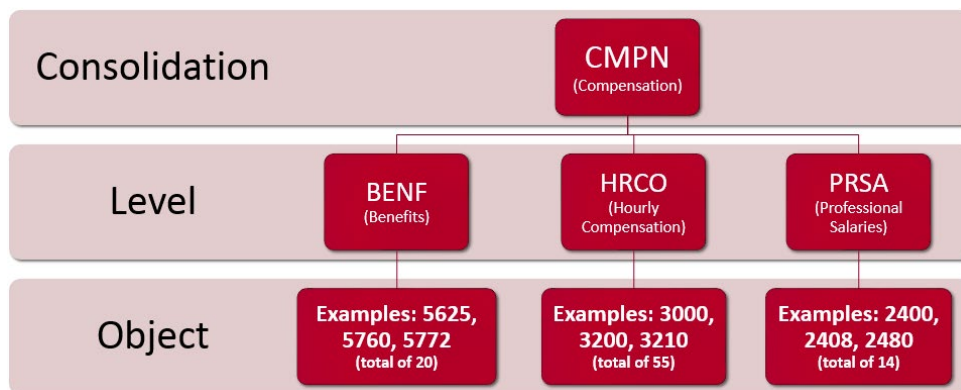 Consolidation
CMPN
(Compensation)
Level
BENF
(Benefits)
HRCO
(Hourly
Compensation)
PRSA
(Professional
Salaries)
Object
Examples: 5625,
5760, 5772
(total of 20)
Examples: 3000,
3200, 3210
(total of 55)
Examples: 2400,
2408, 2480
(total of 14)